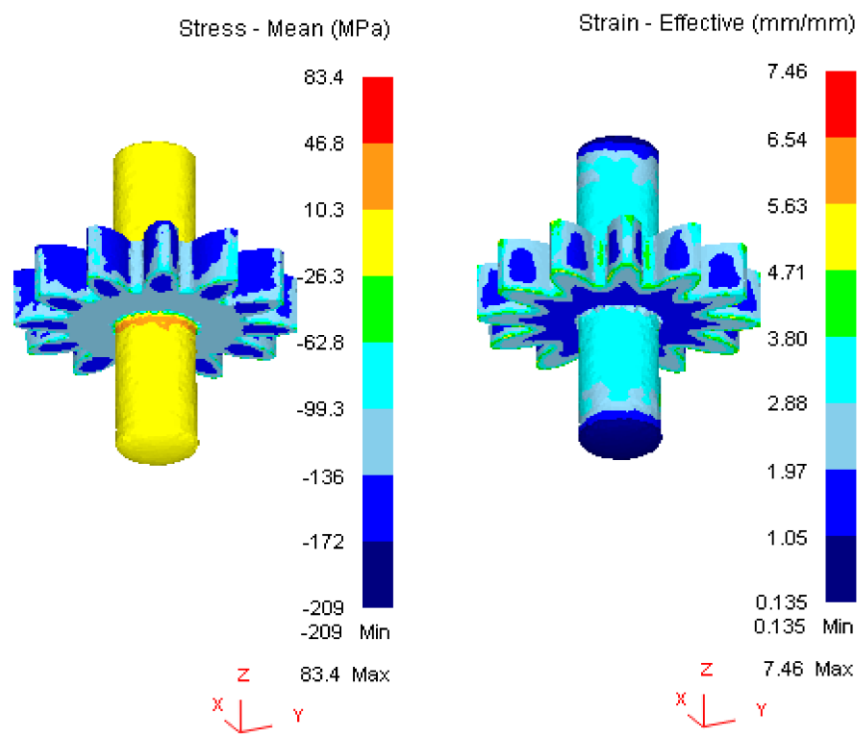 Stress - Mean (MPa)
83.4
46.8
10.3
-26.3
-62.8
-99.3
-136
-172
-209
-209 Min
83.4 Max
Z
X
Y
Strain - Effective (mm/mm)
7.46
6.54
5.63
4.71
3.80
2.88
1.97
1.05
0.135
0.135 Min
7.46 Max
Z
X
Y